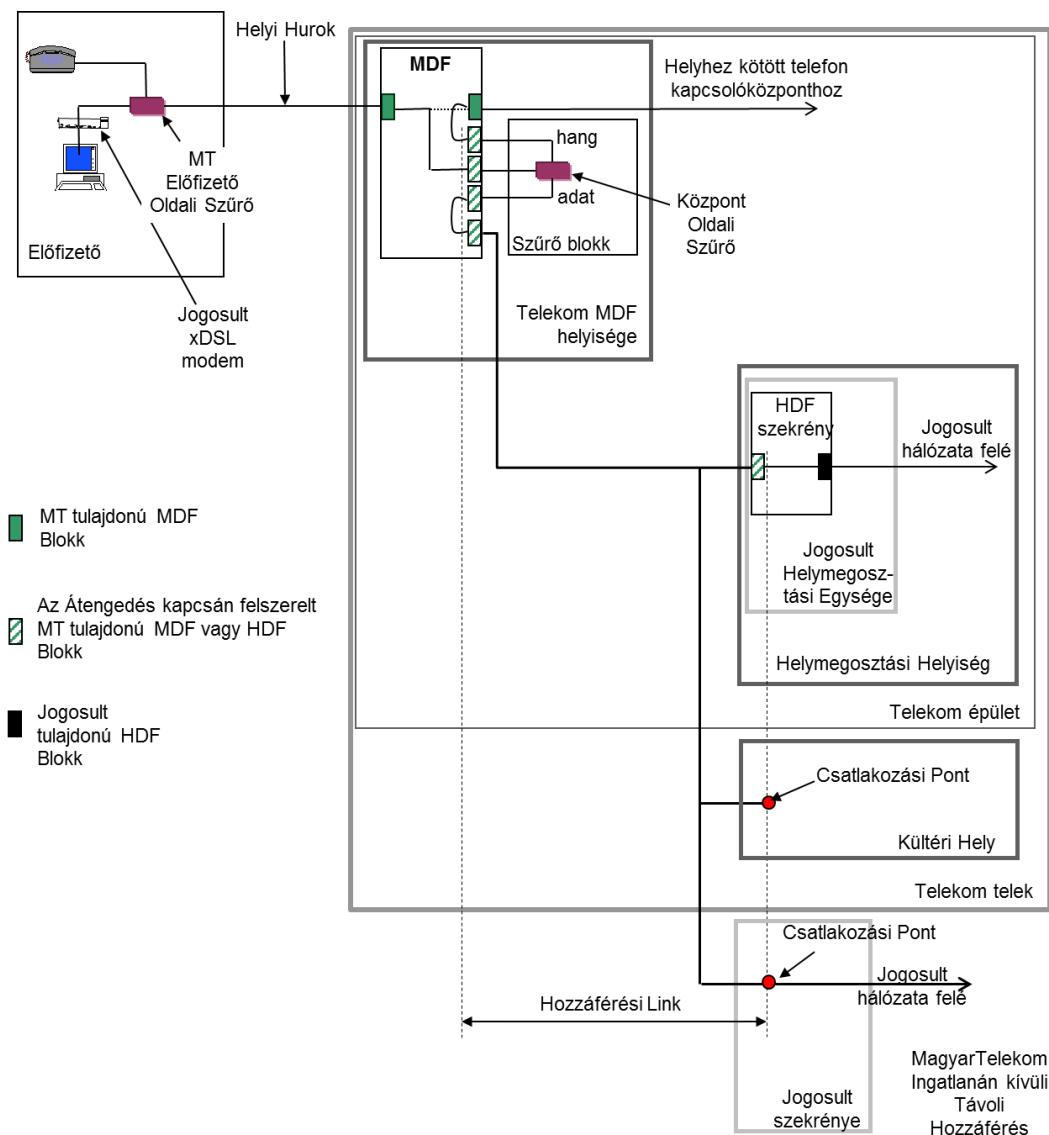 Helyi Hurok
MDF
Helyhez kötött telefon
kapcsolóközponthoz
hang
adat
Szűrő blokk
Központ
Oldali
Szűrő
MT
Előfizető
Oldali Szűrő
Előfizető
Jogosult
xDSL
modem
Telekom MDF
helyisége
HDF
szekrény
Jogosult
hálózata felé
Jogosult
Helymegosz-
tási Egysége
Helymegosztási Helyiség
Telekom épület
MT tulajdonú MDF
Blokk
Az Átengedés kapcsán felszerelt
MT tulajdonú MDF vagy HDF
Blokk
Jogosult
tulajdonú HDF
Blokk
Csatlakozási Pont
Kültéri Hely
Telekom telek
Csatlakozási Pont
Jogosult
hálózata felé
Hozzáférési Link
Jogosult
szekrénye
MagyarTelekom
Ingatlanán kívüli
Távoli
Hozzáférés